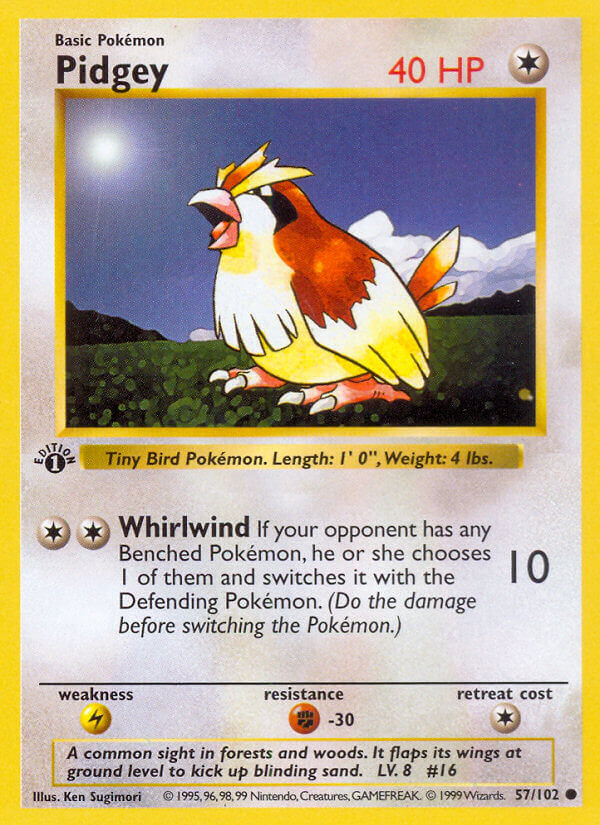 Basic Pokémon
Pidgey 40 HP
EDITION
1
Tiny Bird Pokémon. Length: 1' 0", Weight: 4 lbs.
Whirlwind If your opponent has any
Benched Pokémon, he or she chooses
1 of them and switches it with the
Defending Pokémon. (Do the damage
before switching the Pokémon.)
10
weakness resistance retreat cost
-30
A common sight in forests and woods. It flaps its wings at
ground level to kick up blinding sand. LV. 8 #16
Illus. Ken Sugimori © 1995, 96, 98, 99 Nintendo, Creatures, GAMEFREAK. © 1999 Wizards. 57/102